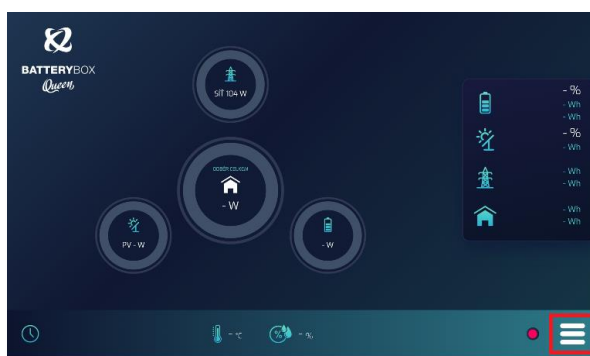 BATTERYBOX
Queen
SÍŤ 104 W
ODBĚR CELKEM
- W
PV - W
- W
- %
- Wh
- Wh
- %
- Wh
- Wh
- Wh
- Wh
- Wh
- °C
%
- %